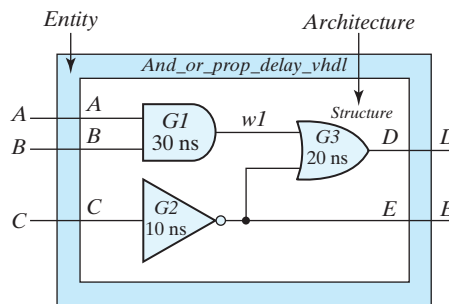 Entity Architecture
And_or_prop_delay_vhdl
A A G1 30 ns w1 Structure
B B G3 20 ns D
C C G2 10 ns E